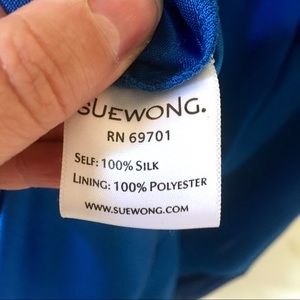 SUEWONG.
RN 69701
SELF: 100% SILK
LINING: 100% POLYESTER
WWW.SUEWONG.COM